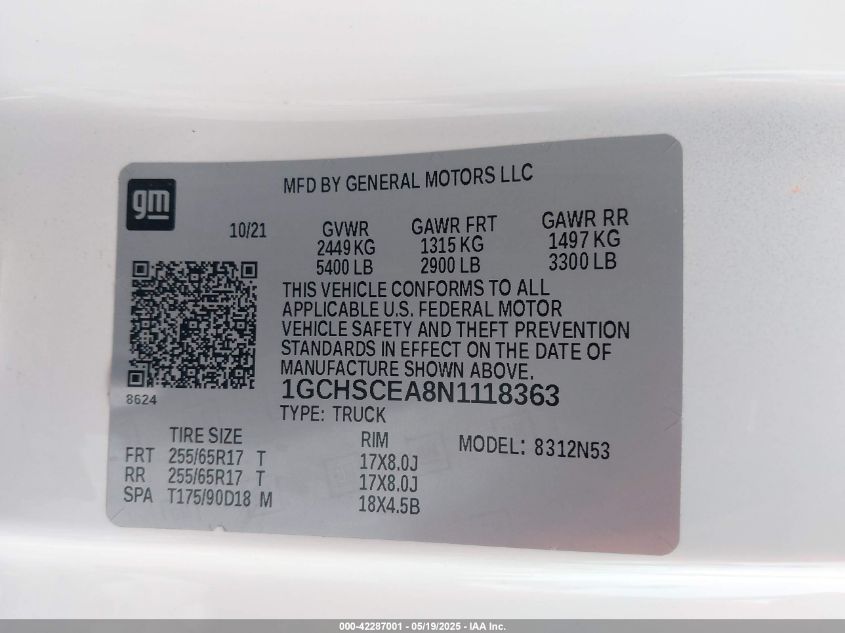 gm
MFD BY GENERAL MOTORS LLC
10/21
GVWR GAWR FRT GAWR RR
2449 KG 1315 KG 1497 KG
5400 LB 2900 LB 3300 LB
THIS VEHICLE CONFORMS TO ALL
APPLICABLE U.S. FEDERAL MOTOR
VEHICLE SAFETY AND THEFT PREVENTION
STANDARDS IN EFFECT ON THE DATE OF
MANUFACTURE SHOWN ABOVE.
8624
1GCHSCEA8N1118363
TYPE: TRUCK
TIRE SIZE RIM MODEL: 8312N53
FRT 255/65R17 T 17X8.0J
RR 255/65R17 T 17X8.0J
SPA T175/90D18 M 18X4.5B
000-42287001 - 05/19/2025 - IAA Inc.